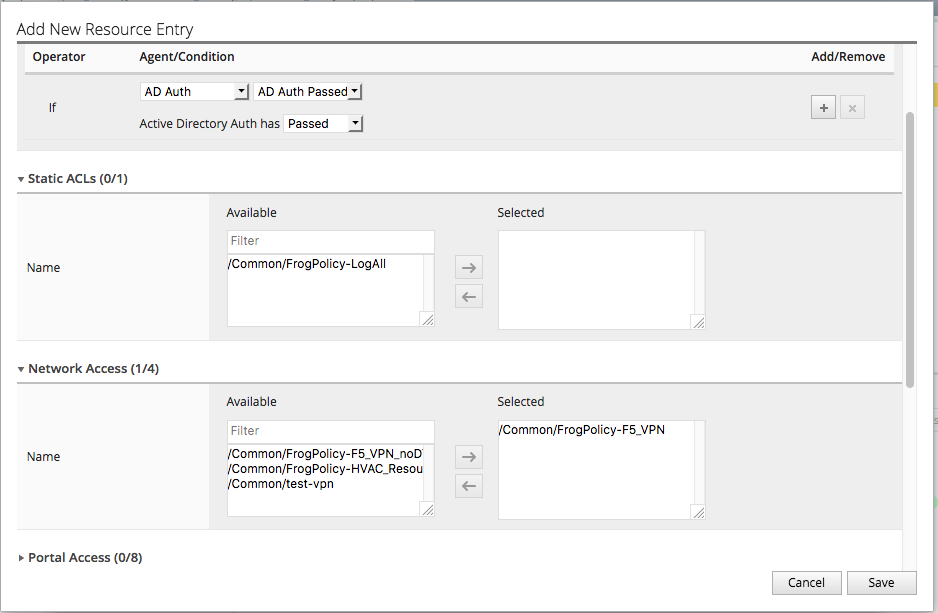 Add New Resource Entry
Operator Agent/Condition Add/Remove
If
AD Auth AD Auth Passed
Active Directory Auth has Passed
+ ×
Static ACLs (0/1)
Available Selected
Filter
/Common/FrogPolicy-LogAll
Name
Network Access (1/4)
Available Selected
Filter /Common/FrogPolicy-F5_VPN
/Common/FrogPolicy-F5_VPN_noD
/Common/FrogPolicy-HVAC_Resou
/Common/test-vpn
Name
Portal Access (0/8)
Cancel Save